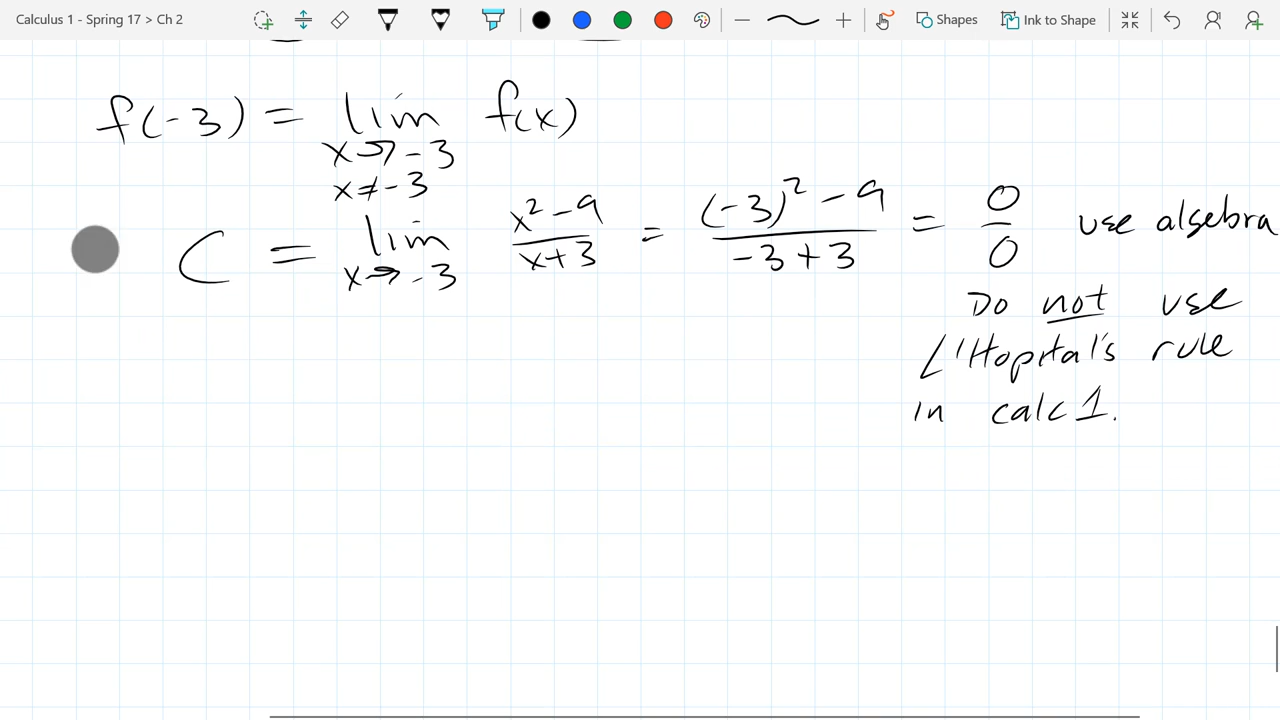 Calculus 1 - Spring 17 > Ch 2
Shapes
Ink to Shape
f(-3) = lim f(x)
x→-3
x≠-3
C = lim x²-9 / x+3 = (-3)²-9 / -3+3 = 0/0 use algebra
x→-3
Do not use
L'Hopital's rule
in calc 1.